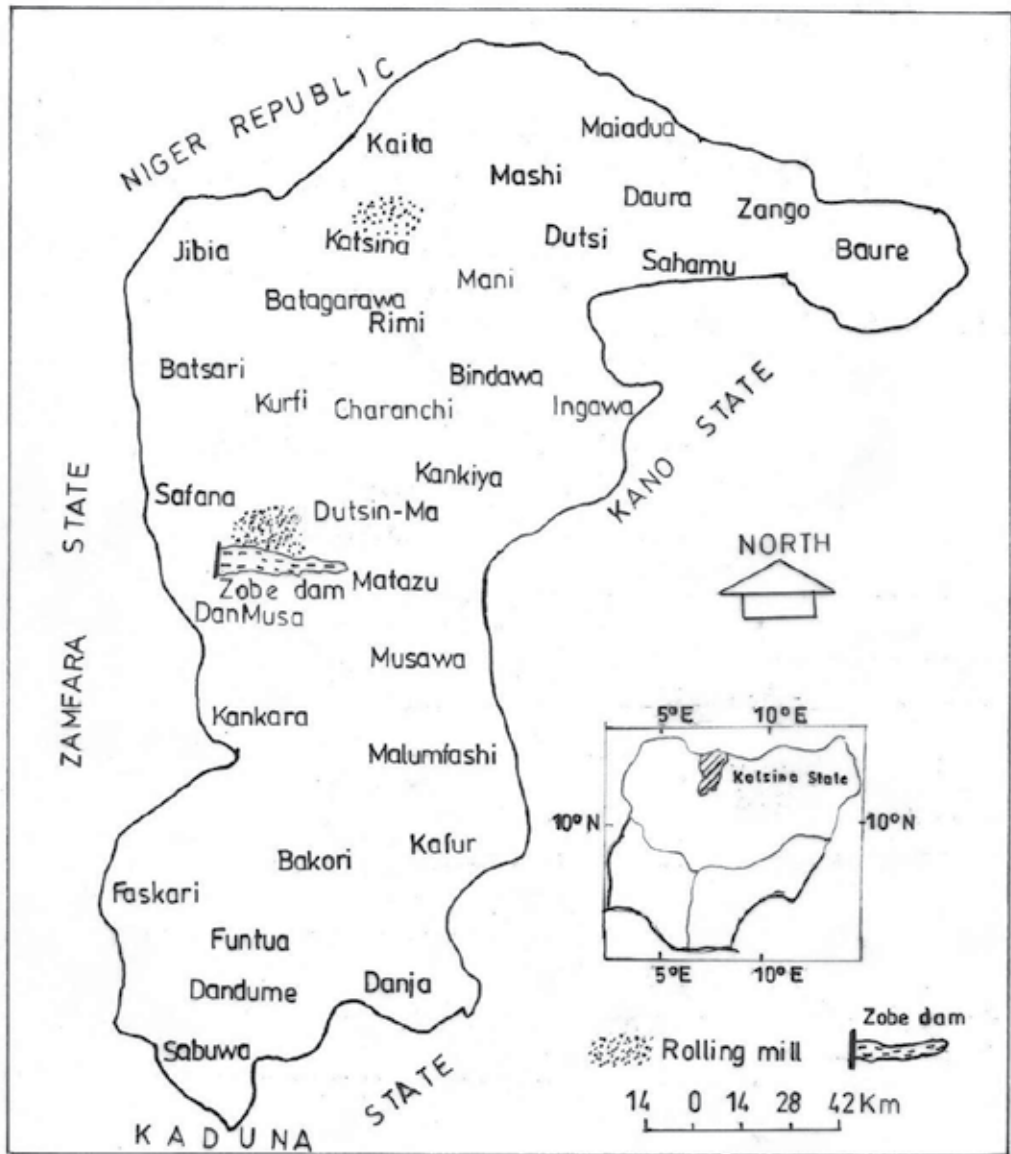 NIGER REPUBLIC
Kaita
Maiadua
Mashi
Daura
Zango
Katsina
Jibia
Dutsi
Sahamu
Baure
Mani
Batagarawa
Rimi
Batsari
Kurfi
Charanchi
Bindawa
Ingawa
KANO STATE
Kankiya
Safana
Dutsin-Ma
ZAMFARA STATE
NORTH
Zobe dam
Matazu
DanMusa
Musawa
Kankara
Malumfashi
5°E 10°E
Katsina State
10°N 10°N
5°E 10°E
Kafur
Bakori
Faskari
Funtua
Dandume
Danja
Sabuwa
KADUNA STATE
Rolling mill
Zobe dam
14 0 14 28 42Km